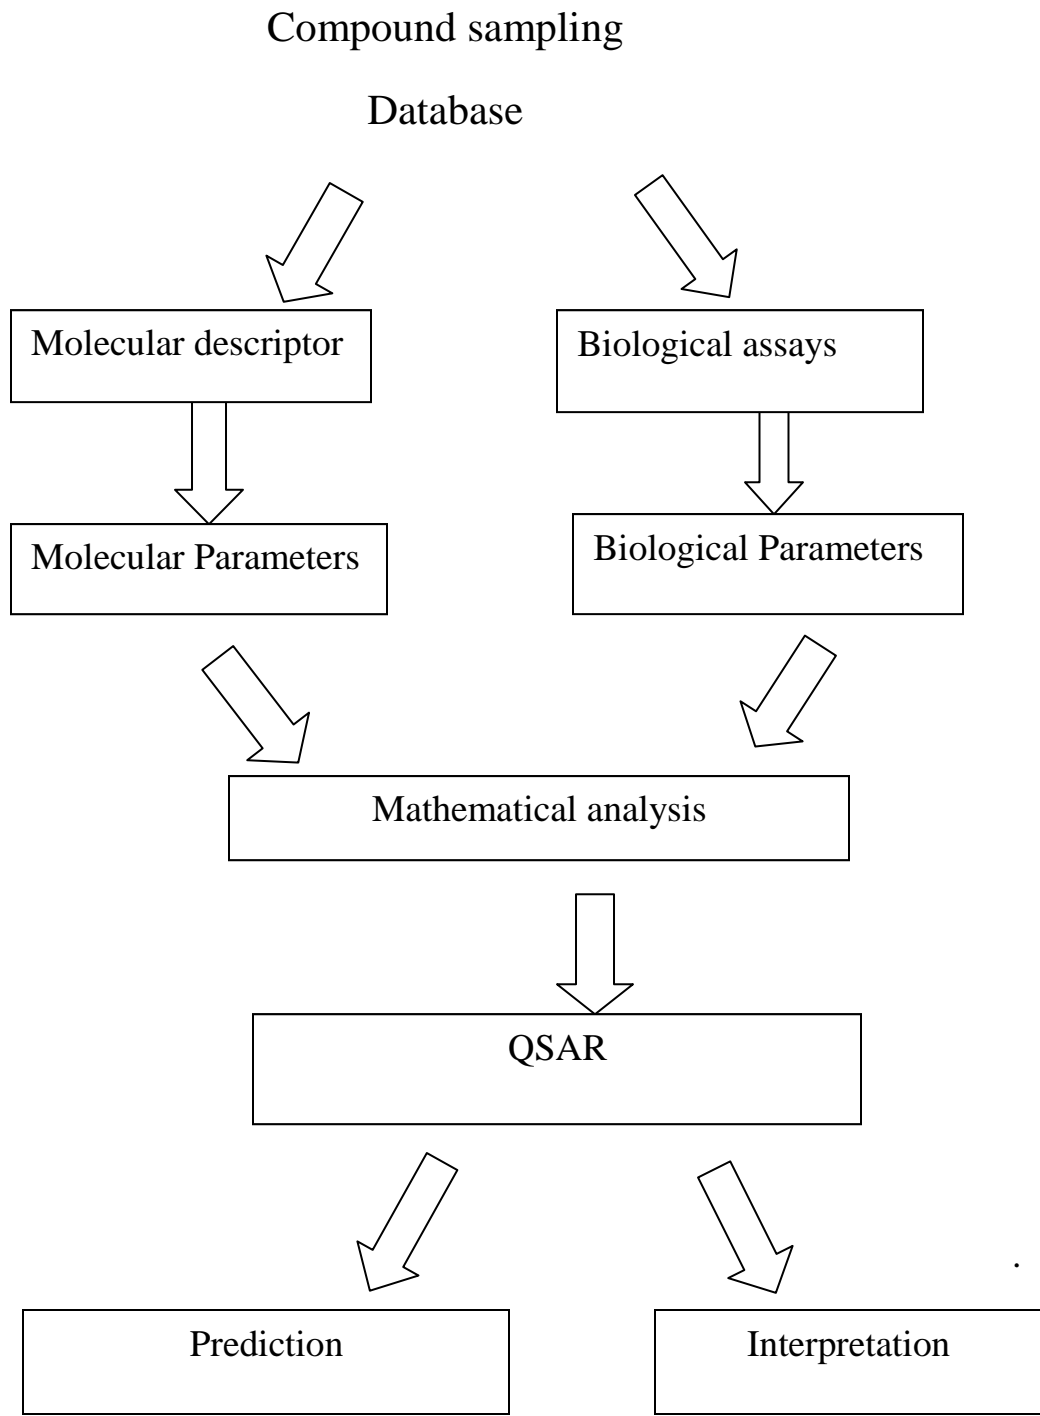 Compound sampling
Database
Molecular descriptor
Biological assays
Molecular Parameters
Biological Parameters
Mathematical analysis
QSAR
.
Prediction
Interpretation